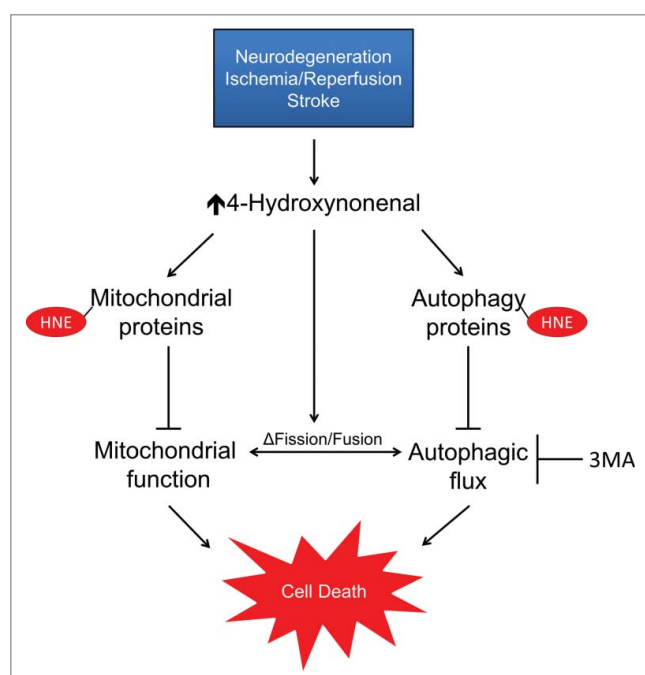 Neurodegeneration
Ischemia/Reperfusion
Stroke
🡅4-Hydroxynonenal
HNE
Mitochondrial
proteins
Autophagy
proteins
HNE
ΔFission/Fusion
Mitochondrial
function
Autophagic
flux
3MA
Cell Death